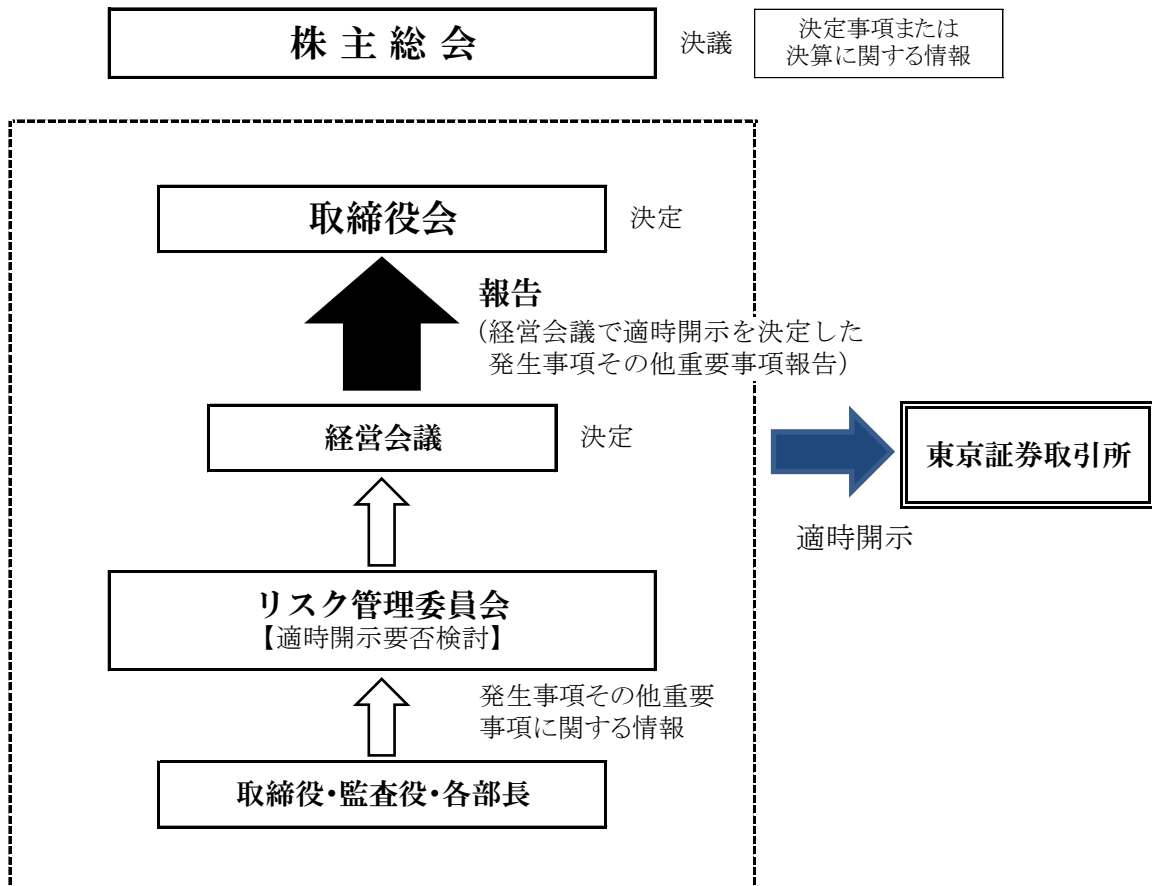 株主総会
決議
決定事項または
決算に関する情報
取締役会
決定
報告
（経営会議で適時開示を決定した
発生事項その他重要事項報告）
経営会議
決定
東京証券取引所
適時開示
リスク管理委員会
【適時開示要否検討】
発生事項その他重要
事項に関する情報
取締役・監査役・各部長